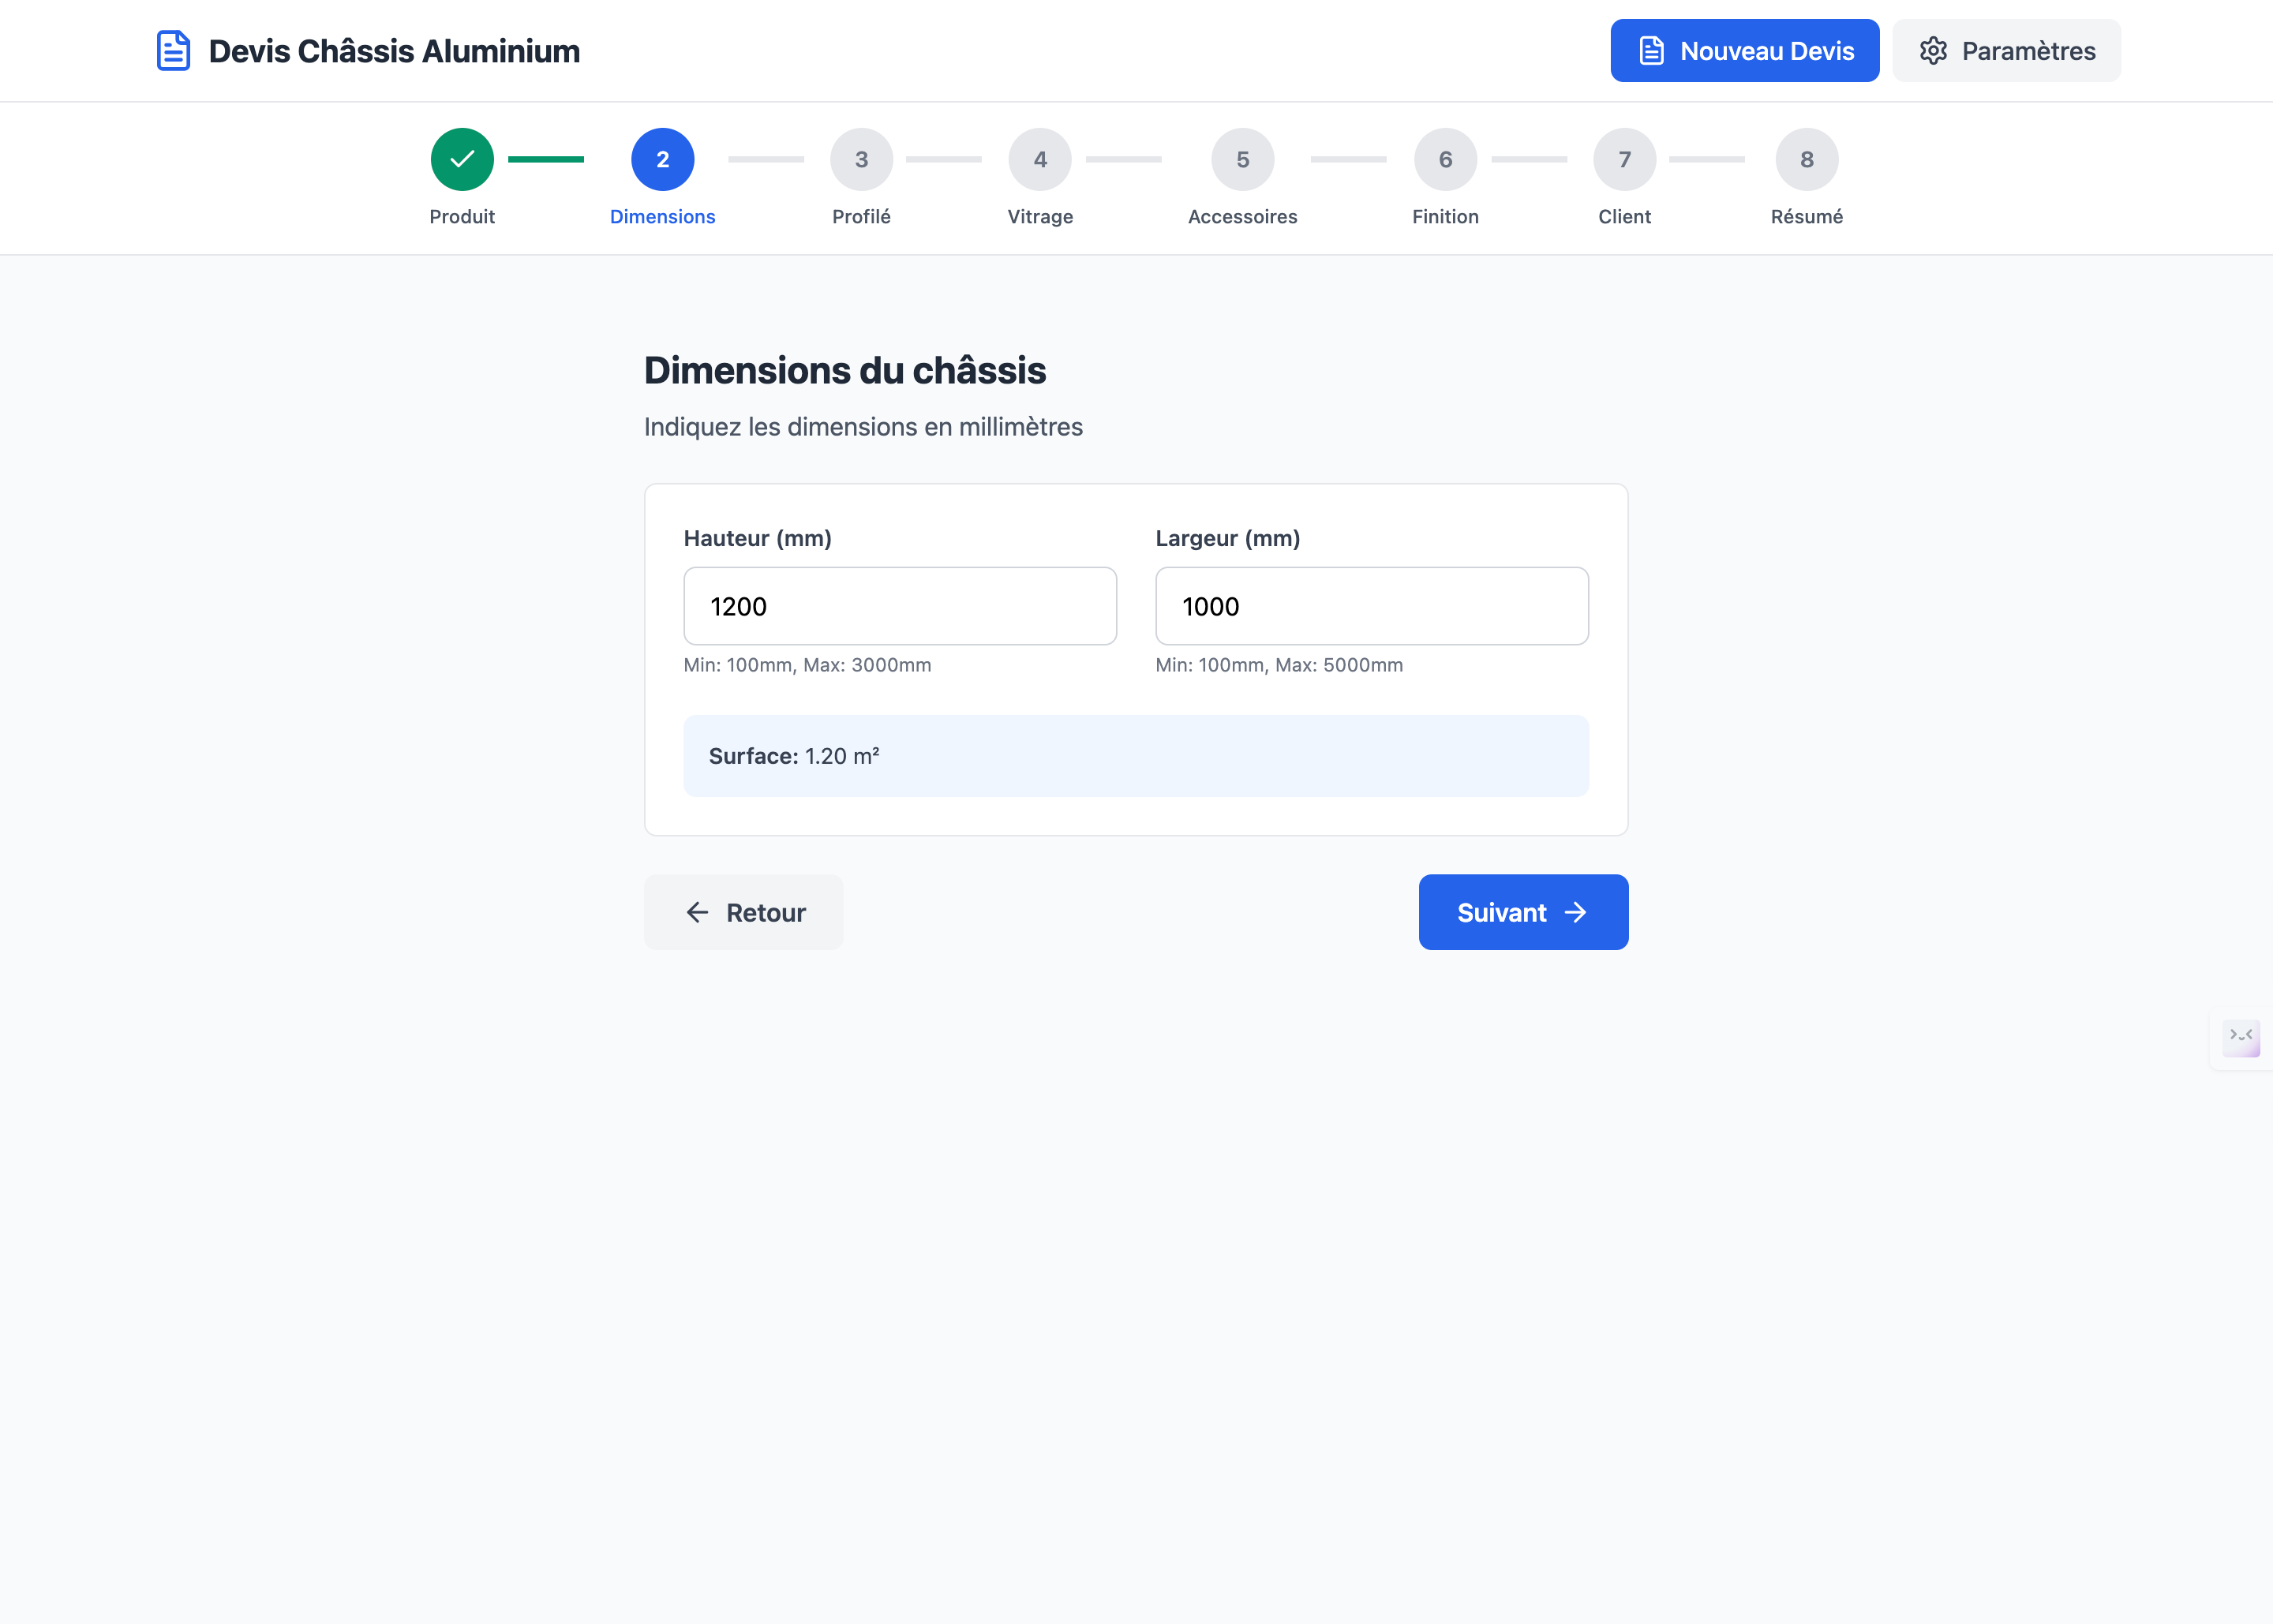 Devis Châssis Aluminium
Nouveau Devis
Paramètres
2
3
4
5
6
7
8
Produit
Dimensions
Profilé
Vitrage
Accessoires
Finition
Client
Résumé
Dimensions du châssis
Indiquez les dimensions en millimètres
Hauteur (mm)
Largeur (mm)
1200
1000
Min: 100mm, Max: 3000mm
Min: 100mm, Max: 5000mm
Surface: 1.20 m²
Retour
Suivant